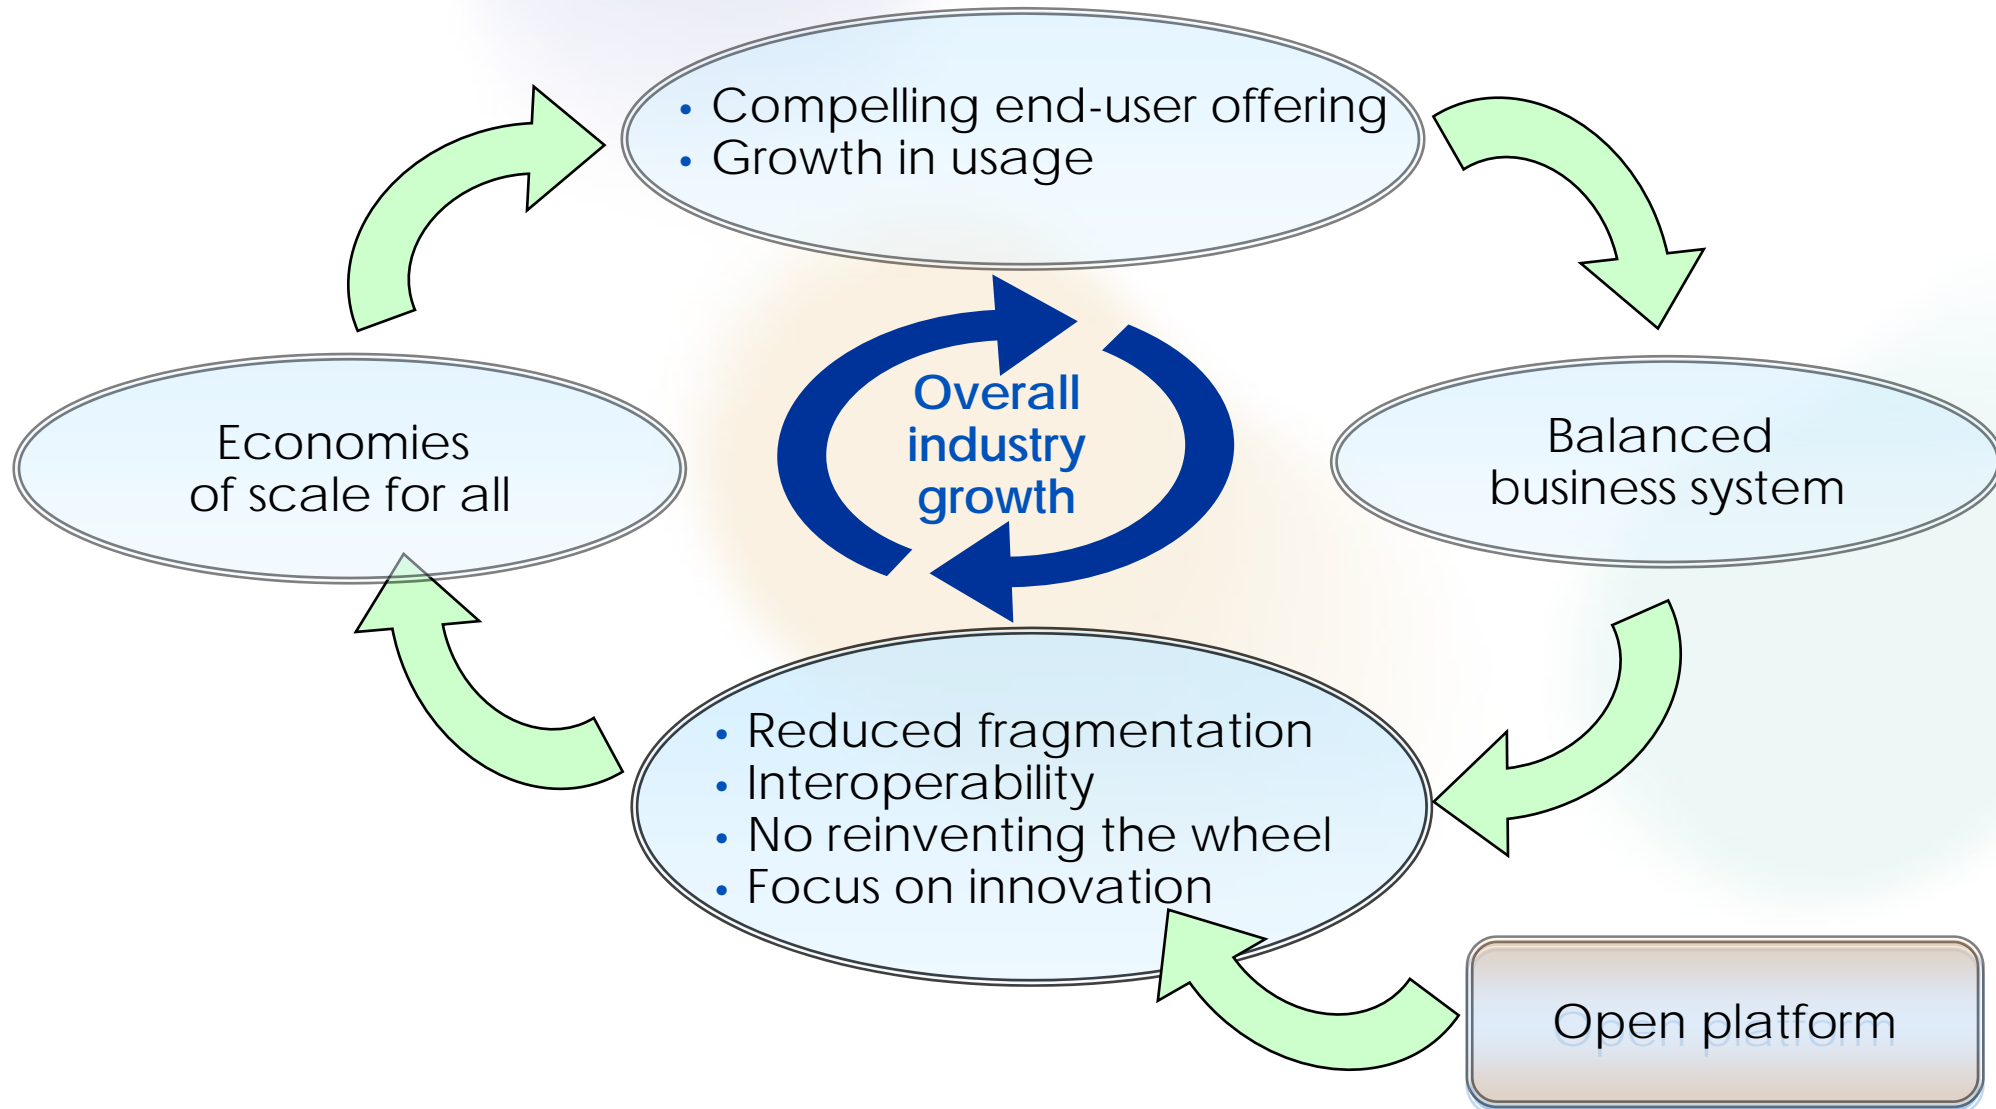 • Compelling end-user offering
• Growth in usage
Overall
industry
growth
Economies
of scale for all
Balanced
business system
• Reduced fragmentation
• Interoperability
• No reinventing the wheel
• Focus on innovation
Open platform